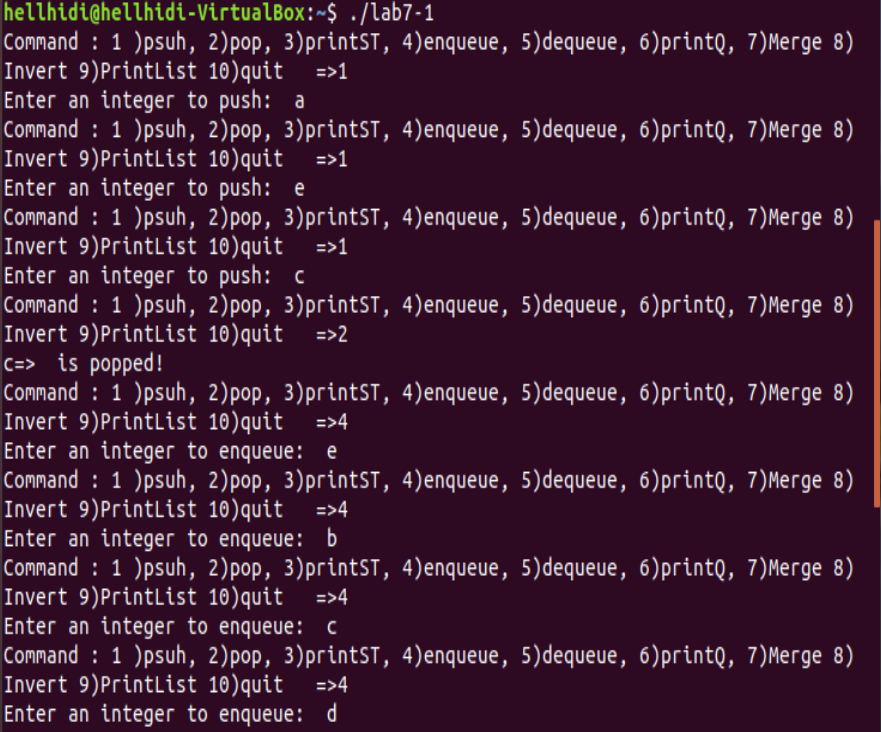 hellhidi@hellhidi-VirtualBox:~$ ./lab7-1
Command : 1 )psuh, 2)pop, 3)printST, 4)enqueue, 5)dequeue, 6)printQ, 7)Merge 8)
Invert 9)PrintList 10)quit   =>1
Enter an integer to push:  a
Command : 1 )psuh, 2)pop, 3)printST, 4)enqueue, 5)dequeue, 6)printQ, 7)Merge 8)
Invert 9)PrintList 10)quit   =>1
Enter an integer to push:  e
Command : 1 )psuh, 2)pop, 3)printST, 4)enqueue, 5)dequeue, 6)printQ, 7)Merge 8)
Invert 9)PrintList 10)quit   =>1
Enter an integer to push:  c
Command : 1 )psuh, 2)pop, 3)printST, 4)enqueue, 5)dequeue, 6)printQ, 7)Merge 8)
Invert 9)PrintList 10)quit   =>2
c=>  is popped!
Command : 1 )psuh, 2)pop, 3)printST, 4)enqueue, 5)dequeue, 6)printQ, 7)Merge 8)
Invert 9)PrintList 10)quit   =>4
Enter an integer to enqueue:  e
Command : 1 )psuh, 2)pop, 3)printST, 4)enqueue, 5)dequeue, 6)printQ, 7)Merge 8)
Invert 9)PrintList 10)quit   =>4
Enter an integer to enqueue:  b
Command : 1 )psuh, 2)pop, 3)printST, 4)enqueue, 5)dequeue, 6)printQ, 7)Merge 8)
Invert 9)PrintList 10)quit   =>4
Enter an integer to enqueue:  c
Command : 1 )psuh, 2)pop, 3)printST, 4)enqueue, 5)dequeue, 6)printQ, 7)Merge 8)
Invert 9)PrintList 10)quit   =>4
Enter an integer to enqueue:  d